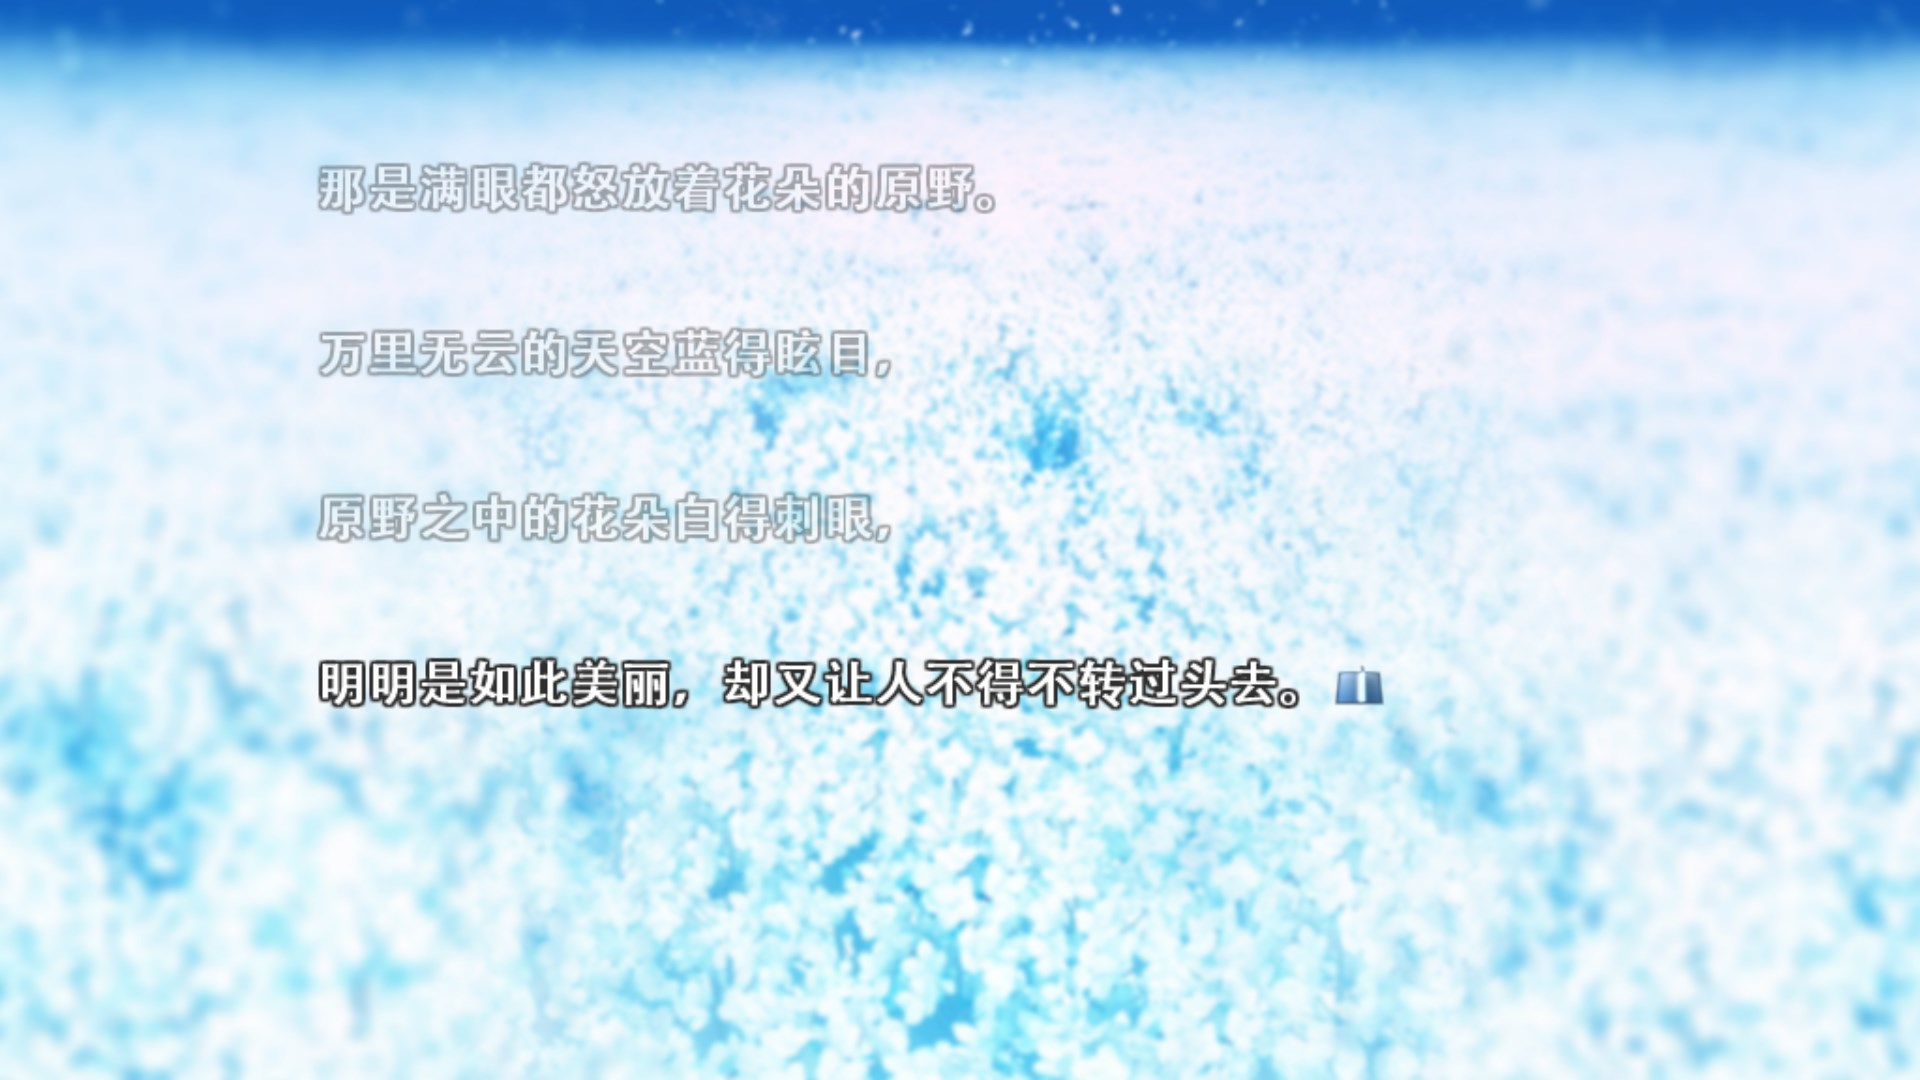 那是满眼都怒放着花朵的原野。
万里无云的天空蓝得眩目，
原野之中的花朵白得刺眼，
明明是如此美丽，却又让人不得不转过头去。